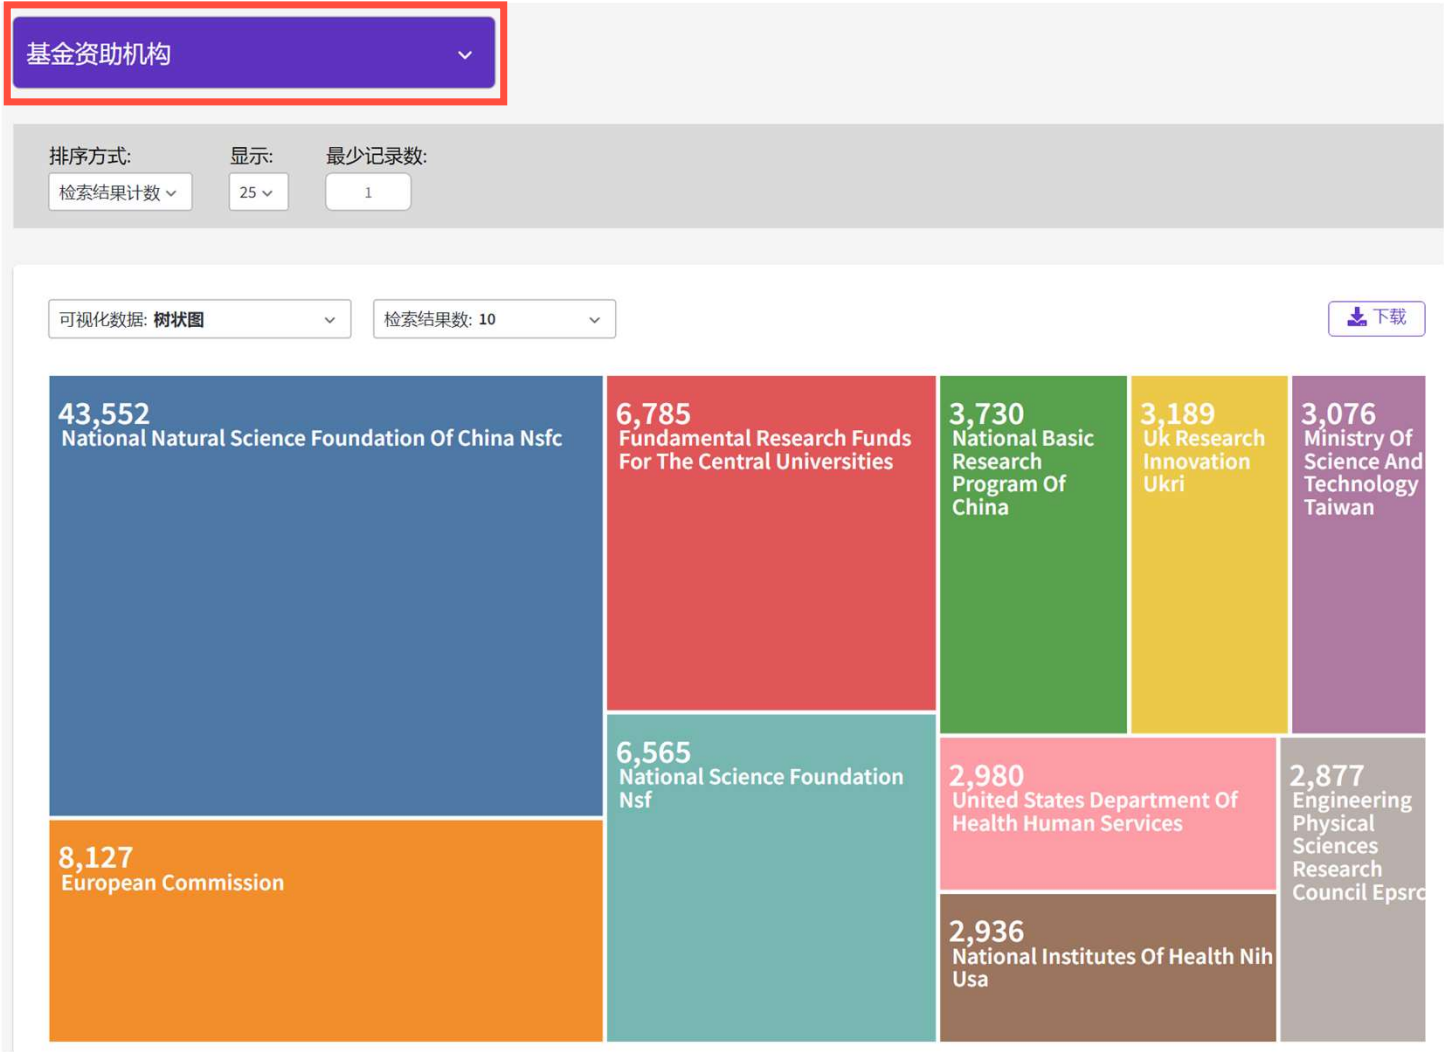 基金资助机构
排序方式: 显示: 最少记录数:
检索结果计数 25 1
可视化数据: 树状图 检索结果数: 10 下载
43,552
National Natural Science Foundation Of China Nsfc
8,127
European Commission
6,785
Fundamental Research Funds
For The Central Universities
6,565
National Science Foundation
Nsf
3,730
National Basic
Research
Program Of
China
3,189
Uk Research
Innovation
Ukri
3,076
Ministry Of
Science And
Technology
Taiwan
2,980
United States Department Of
Health Human Services
2,936
National Institutes Of Health Nih
Usa
2,877
Engineering
Physical
Sciences
Research
Council Epsrc